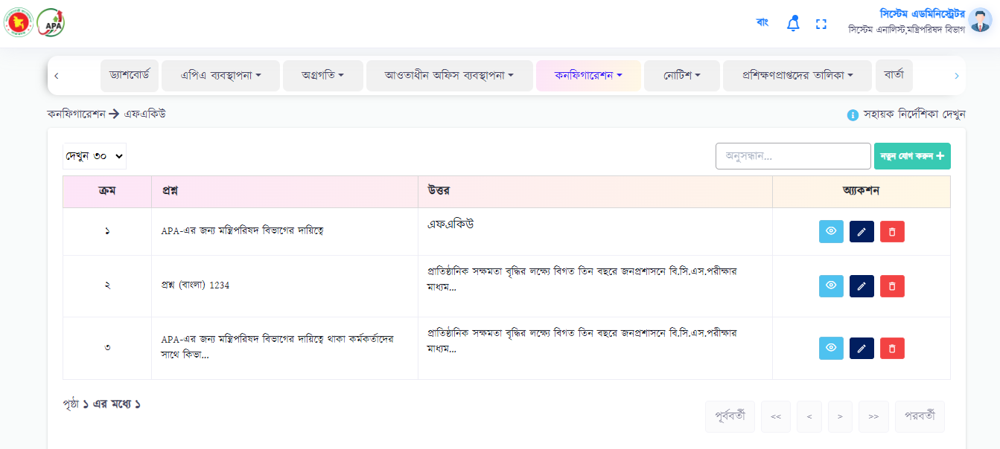 APA
বাং
সিস্টেম এডমিনিস্ট্রেটর
সিস্টেম এনালিস্ট,মন্ত্রিপরিষদ বিভাগ
ড্যাশবোর্ড
এপিএ ব্যবস্থাপনা
অগ্রগতি
আওতাধীন অফিস ব্যবস্থাপনা
কনফিগারেশন
নোটিশ
প্রশিক্ষণপ্রাপ্তদের তালিকা
বার্তা
কনফিগারেশন → এফএকিউ
সহায়ক নির্দেশিকা দেখুন
দেখুন ৩০
অনুসন্ধান...
নতুন যোগ করুন +
ক্রম প্রশ্ন উত্তর অ্যাকশন
১ APA-এর জন্য মন্ত্রিপরিষদ বিভাগের দায়িত্বে এফএকিউ
২ প্রশ্ন (বাংলা) 1234
প্রাতিষ্ঠানিক সক্ষমতা বৃদ্ধির লক্ষ্যে বিগত তিন বছরে জনপ্রশাসনে বি.সি.এস.পরীক্ষার
মাধ্যম...
৩
APA-এর জন্য মন্ত্রিপরিষদ বিভাগের দায়িত্বে থাকা কর্মকর্তাদের
সাথে কিভা...
প্রাতিষ্ঠানিক সক্ষমতা বৃদ্ধির লক্ষ্যে বিগত তিন বছরে জনপ্রশাসনে বি.সি.এস.পরীক্ষার
মাধ্যম...
পৃষ্ঠা ১ এর মধ্যে ১
পূর্ববর্তী << < > >> পরবর্তী